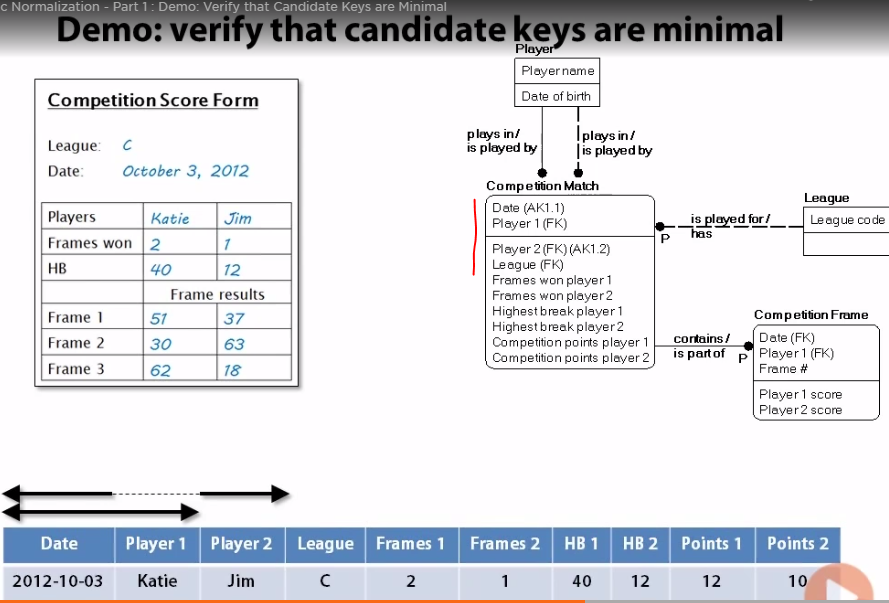 c Normalization - Part 1 : Demo: Verify that Candidate Keys are Minimal
Demo: verify that candidate keys are minimal
Competition Score Form
League: C
Date: October 3, 2012
Players Katie Jim
Frames won 2 1
HB 40 12
Frame results
Frame 1 51 37
Frame 2 30 63
Frame 3 62 18
Player
Player name
Date of birth
plays in/
is played by
plays in/
is played by
Competition Match
Date (AK1.1)
Player 1 (FK)
Player 2 (FK) (AK1.2)
League (FK)
Frames won player 1
Frames won player 2
Highest break player 1
Highest break player 2
Competition points player 1
Competition points player 2
is played for/
has
P
League
League code
contains/
is part of
P
Competition Frame
Date (FK)
Player 1 (FK)
Frame #
Player 1 score
Player 2 score
Date Player 1 Player 2 League Frames 1 Frames 2 HB 1 HB 2 Points 1 Points 2
2012-10-03 Katie Jim C 2 1 40 12 12 10